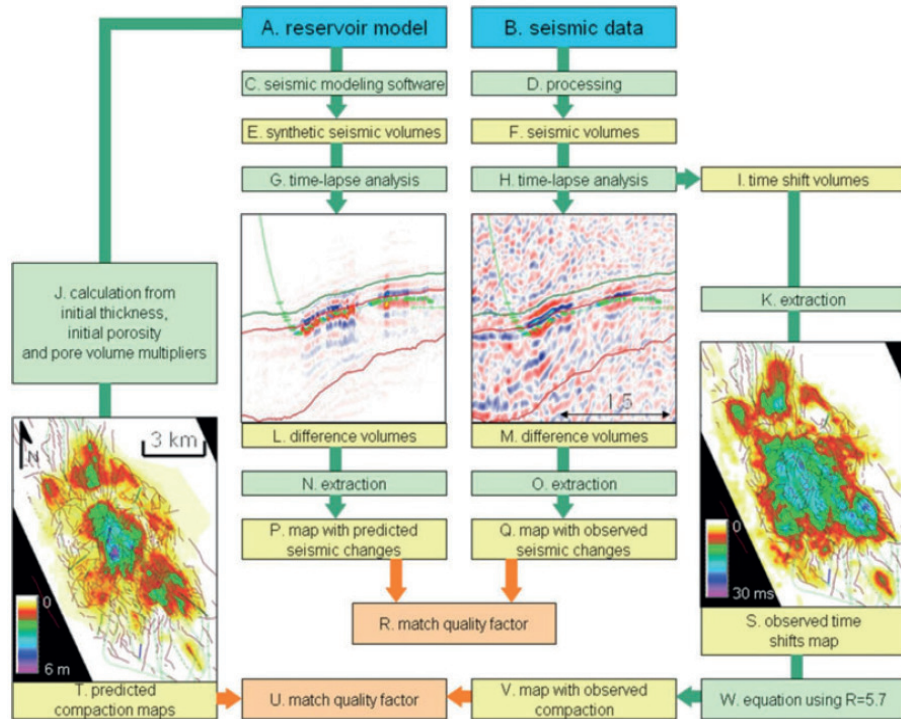 A. reservoir model
B. seismic data
C. seismic modeling software
D. processing
E. synthetic seismic volumes
F. seismic volumes
G. time-lapse analysis
H. time-lapse analysis
I. time shift volumes
J. calculation from
initial thickness,
initial porosity
and pore volume multipliers
K. extraction
1.5
L. difference volumes
M. difference volumes
3 km
N
N. extraction
O. extraction
P. map with predicted
seismic changes
Q. map with observed
seismic changes
0
6 m
0
30 ms
R. match quality factor
S. observed time
shifts map
T. predicted
compaction maps
U. match quality factor
V. map with observed
compaction
W. equation using R=5.7